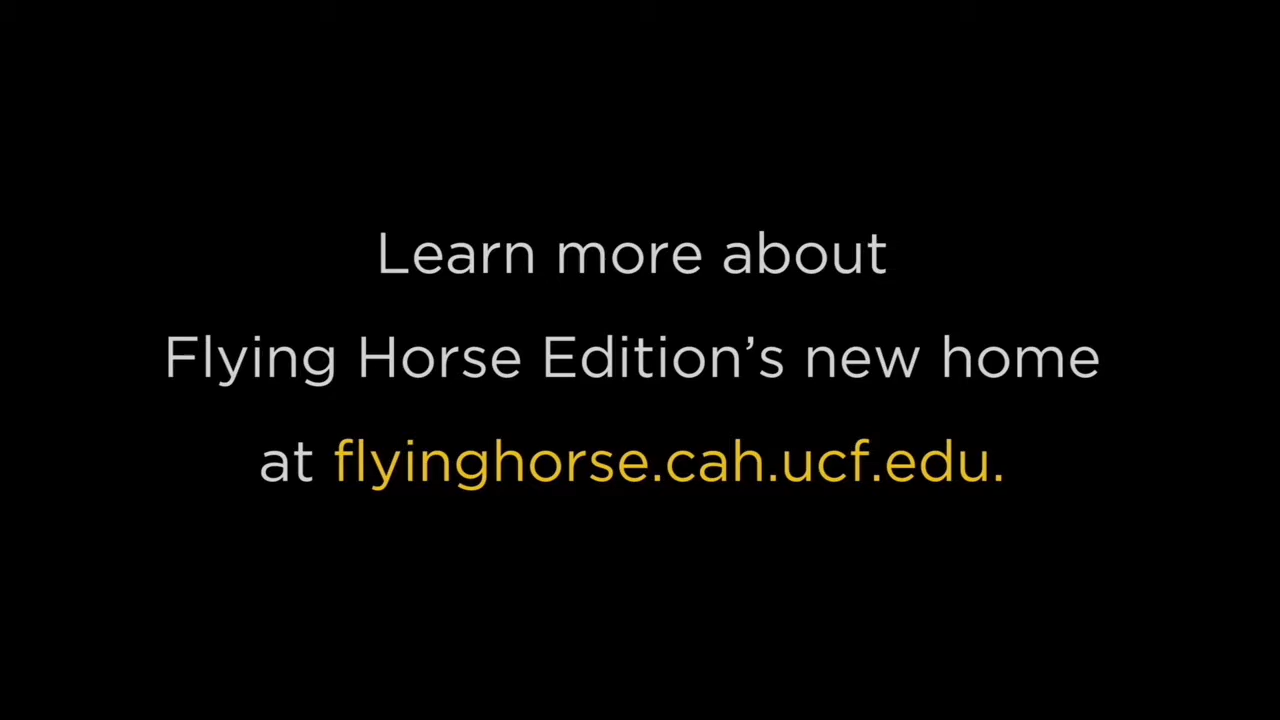 Learn more about
Flying Horse Edition’s new home
at flyinghorse.cah.ucf.edu.